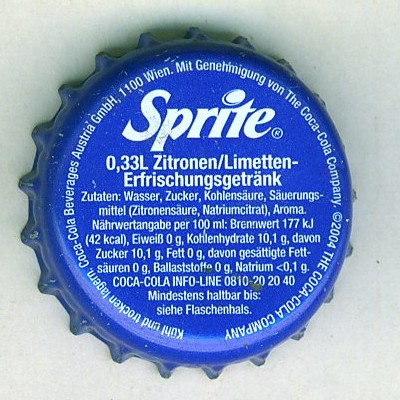 Sprite®
0,33L Zitronen/Limetten-
Erfrischungsgetränk
Zutaten: Wasser, Zucker, Kohlensäure, Säuerungs-
mittel (Zitronensäure, Natriumcitrat), Aroma.
Nährwertangabe per 100 ml: Brennwert 177 kJ
(42 kcal), Eiweiß 0 g, Kohlenhydrate 10,1 g, davon
Zucker 10,1 g, Fett 0 g, davon gesättigte Fett-
säuren 0 g, Ballaststoffe 0 g, Natrium <0,1 g.
COCA-COLA INFO-LINE 0810-20 20 40
Mindestens haltbar bis:
siehe Flaschenhals.
Kühl und trocken lagern. Coca-Cola Beverages Austria GmbH, 1100 Wien. Mit Genehmigung von The Coca-Cola Company. ©2004 THE COCA-COLA COMPANY